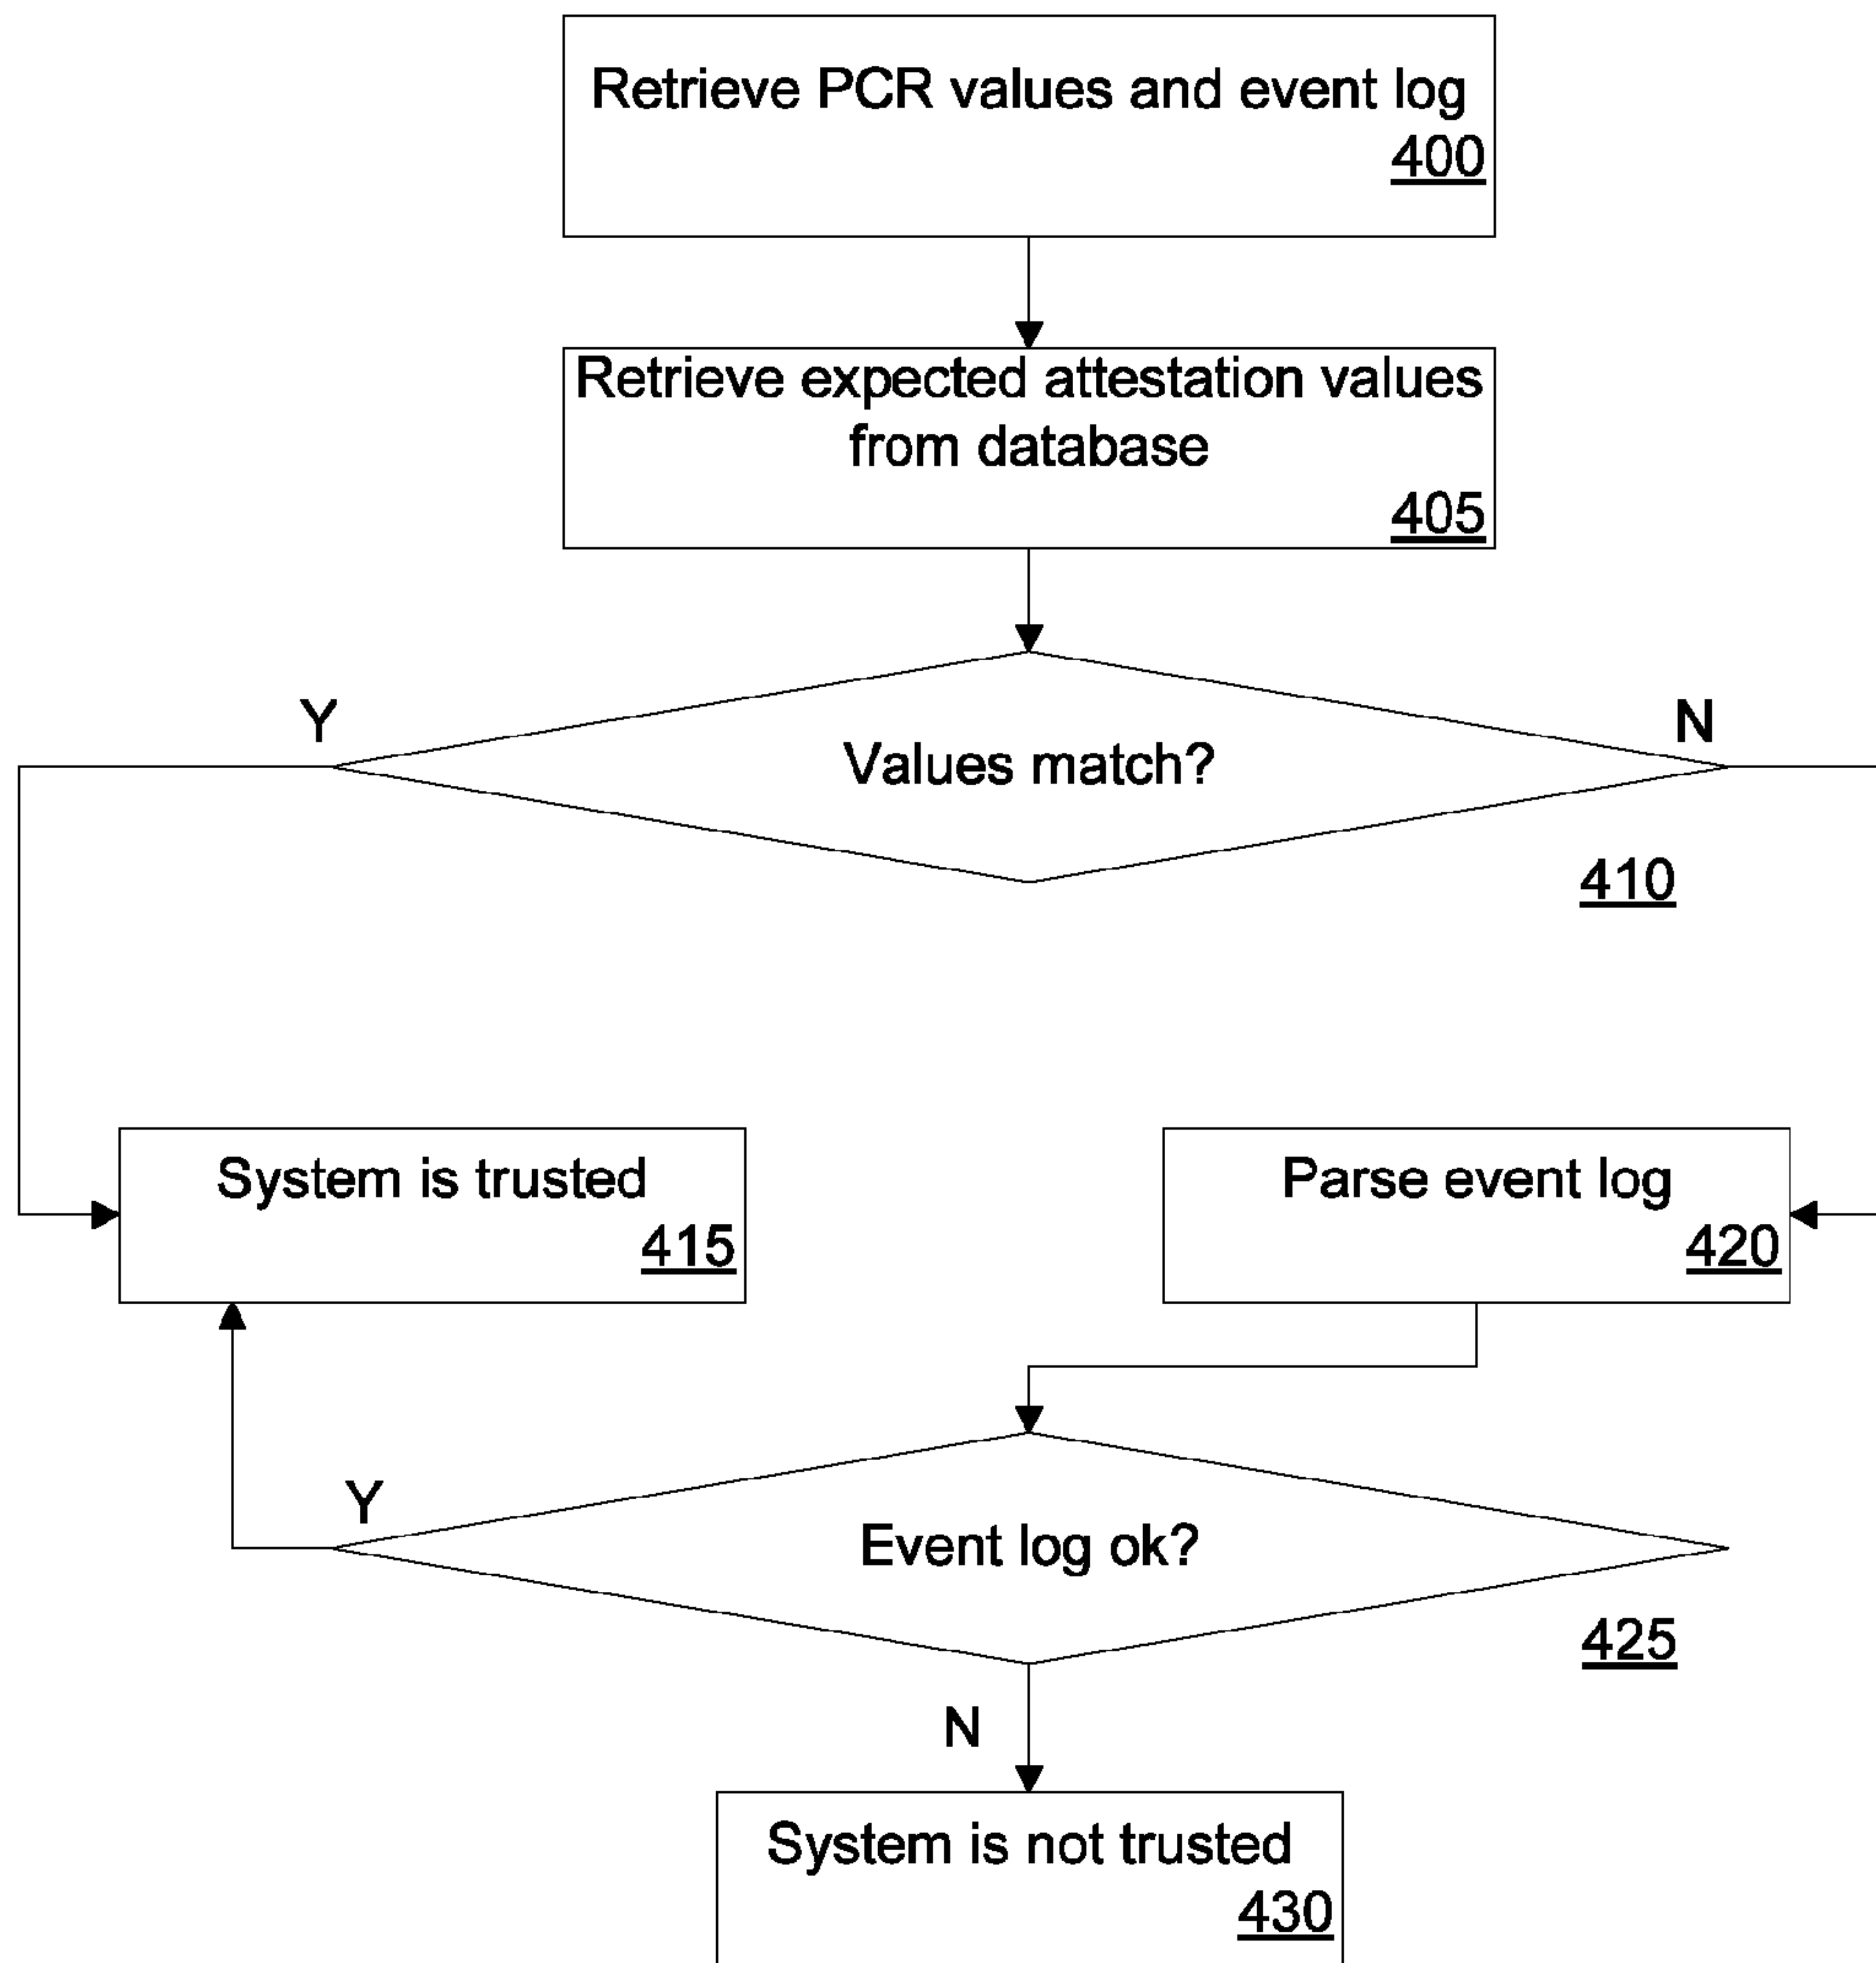 Retrieve PCR values and event log
400
Retrieve expected attestation values
from database
405
Y
N
Values match?
410
System is trusted
415
Parse event log
420
Y
Event log ok?
425
N
System is not trusted
430